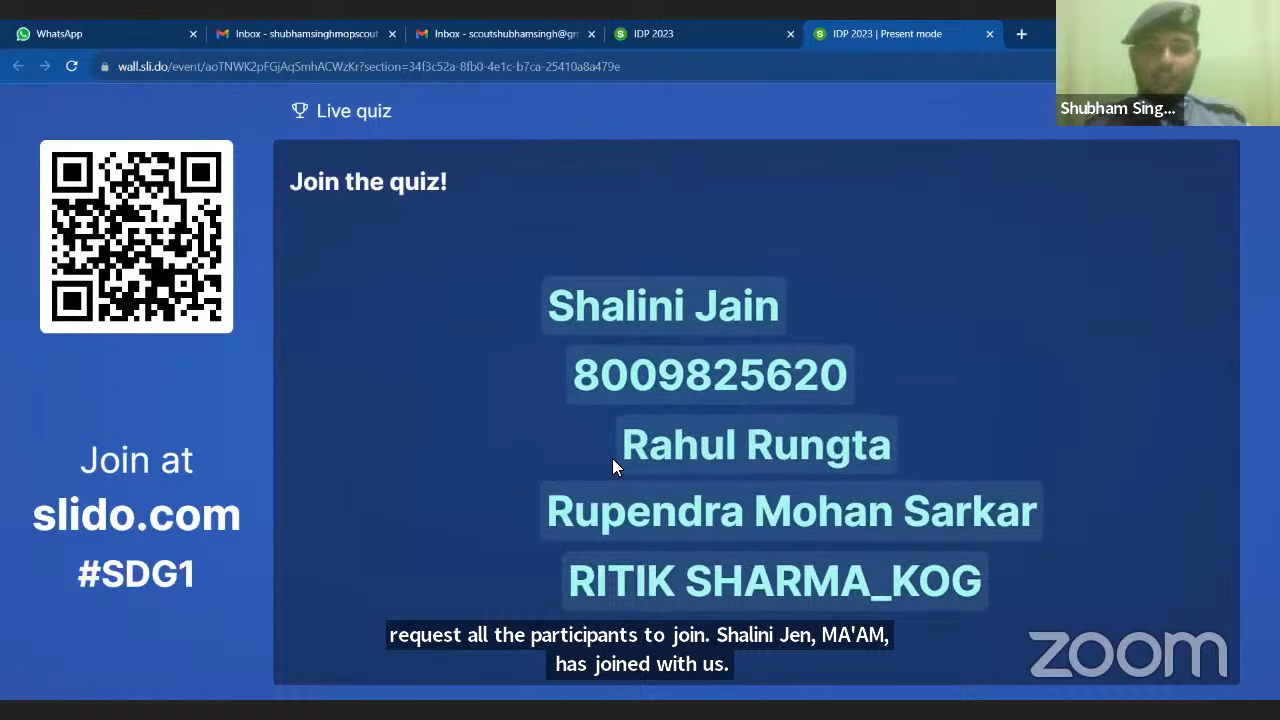 WhatsApp
Inbox - shubhamsinghmopscout
Inbox - scoutshubhamsingh@gm
IDP 2023
IDP 2023 | Present mode
wall.sli.do/event/aoTNWK2pFGjAqSmhACWzKr?section=34f3c52a-8fb0-4e1c-b7ca-25410a8a479e
Shubham Sing...
Live quiz
Join the quiz!
Shalini Jain
8009825620
Rahul Rungta
Rupendra Mohan Sarkar
RITIK SHARMA_KOG
Join at
slido.com
#SDG1
request all the participants to join. Shalini Jen, MA'AM,
has joined with us.
zoom